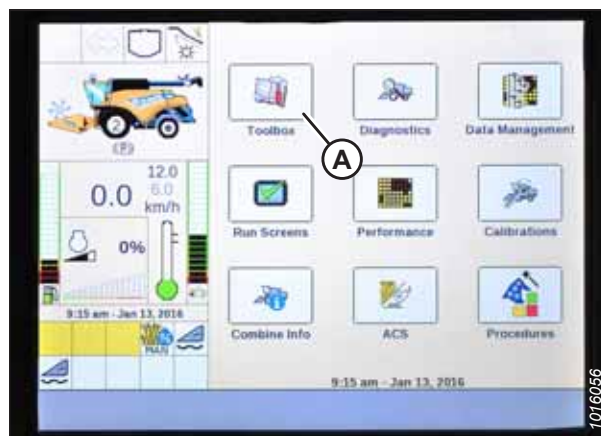 Toolbox
Diagnostics
Data Management
A
2
(P)
12.0
0.0
6.0
km/h
Run Screens
Performance
Calibrations
0%
9:15 am - Jan 13, 2016
MAN
Combine Info
ACS
Procedures
9:15 am - Jan 13, 2016
1016056